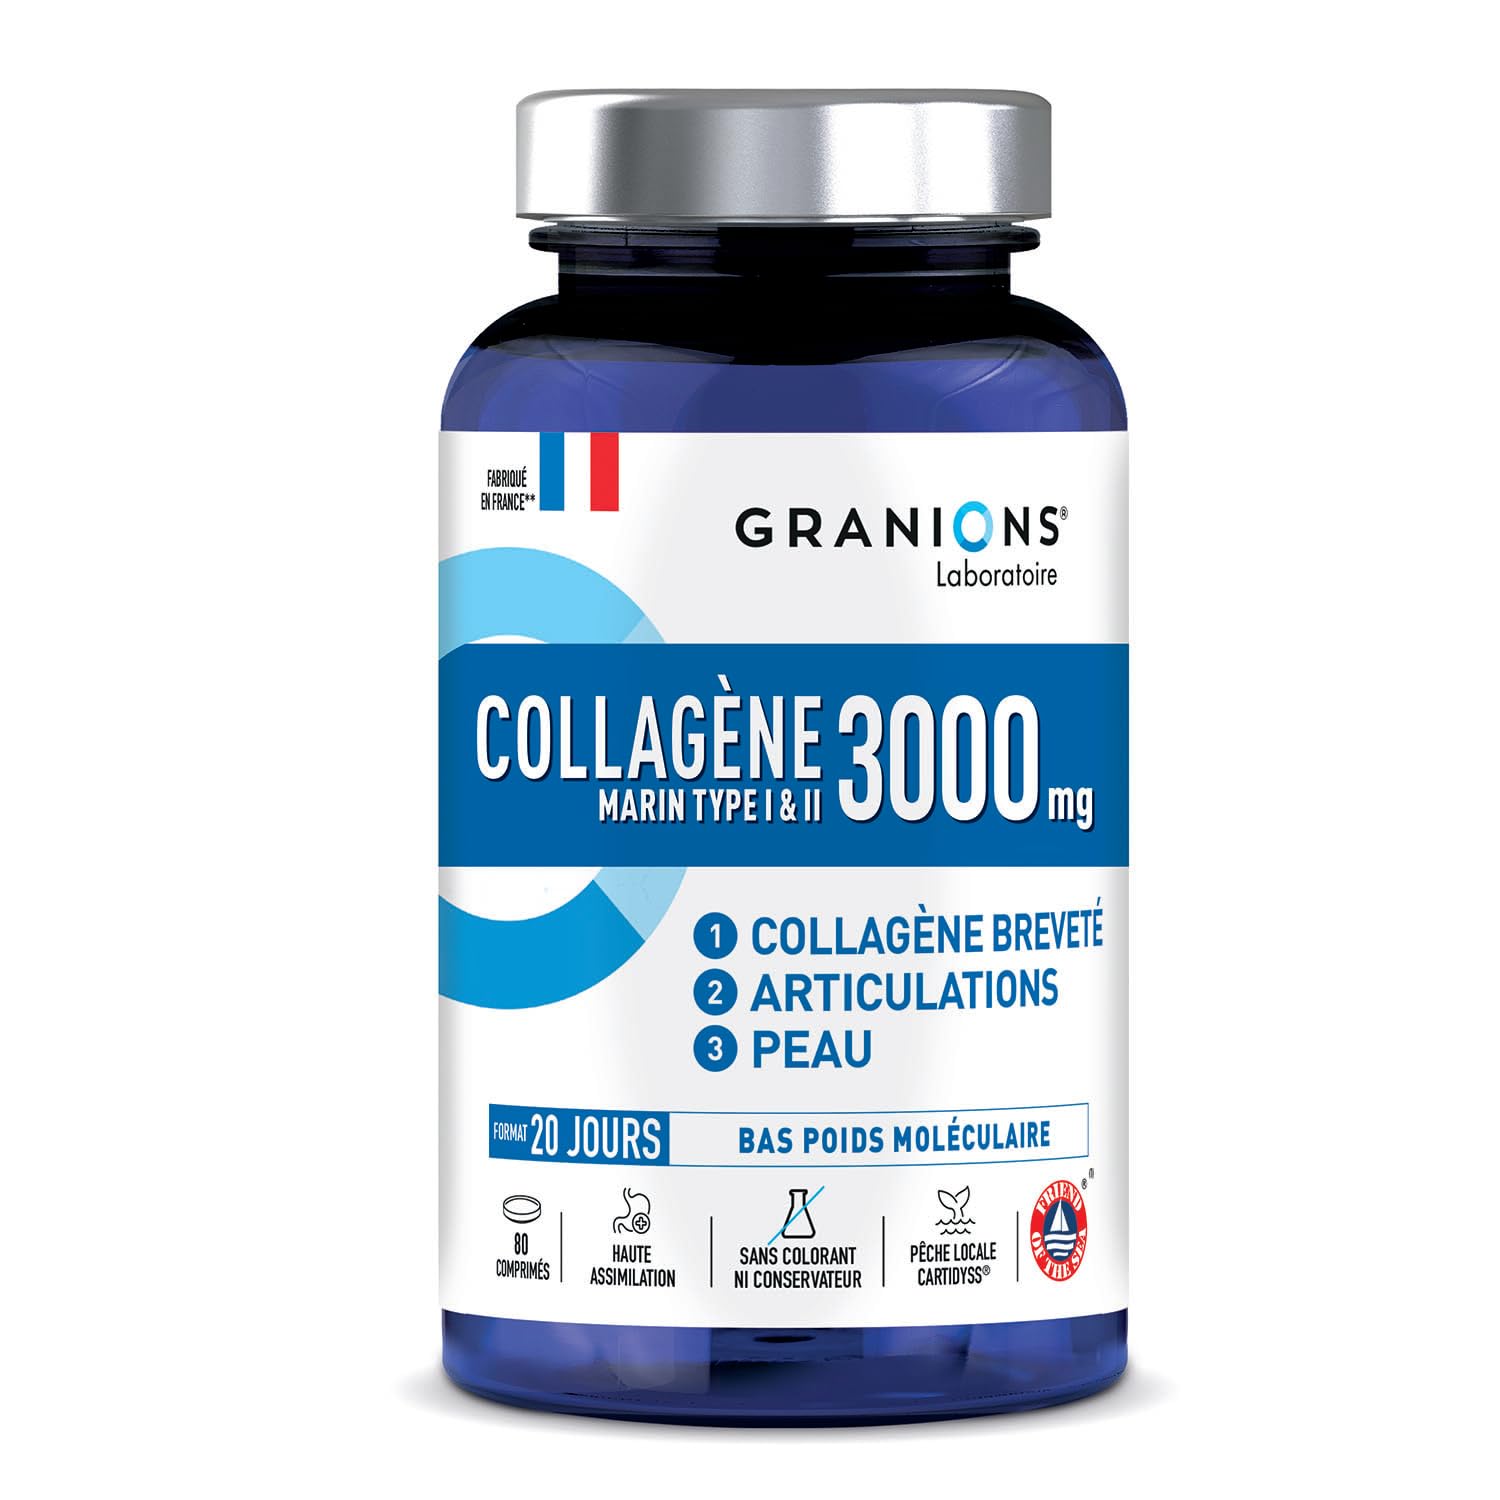 FABRIQUÉ
EN FRANCE**
GRANIONS®
Laboratoire
COLLAGÈNE 3000 mg
MARIN TYPE I & II
1 COLLAGÈNE BREVETÉ
2 ARTICULATIONS
3 PEAU
FORMAT 20 JOURS
BAS POIDS MOLÉCULAIRE
80
COMPRIMÉS
HAUTE
ASSIMILATION
SANS COLORANT
NI CONSERVATEUR
PÊCHE LOCALE
CARTIDYSS®
FRIEND
OF THE SEA
® (1)